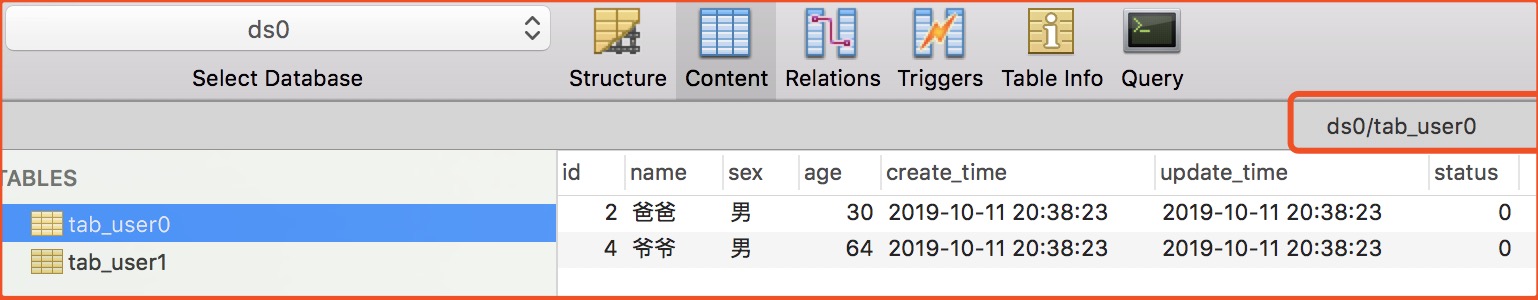 ds0
Select Database
Structure Content Relations Triggers Table Info Query
ds0/tab_user0
TABLES
tab_user0
tab_user1
id name sex age create_time update_time status
2 爸爸 男 30 2019-10-11 20:38:23 2019-10-11 20:38:23 0
4 爷爷 男 64 2019-10-11 20:38:23 2019-10-11 20:38:23 0